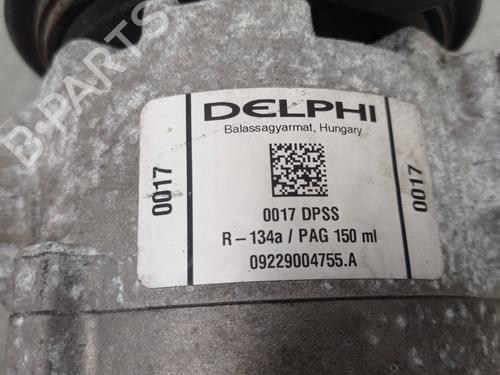 DELPHI
Balassagyarmat, Hungary
0017
0017
0017 DPSS
R-134a / PAG 150 ml
09229004755.A
B-PARTS